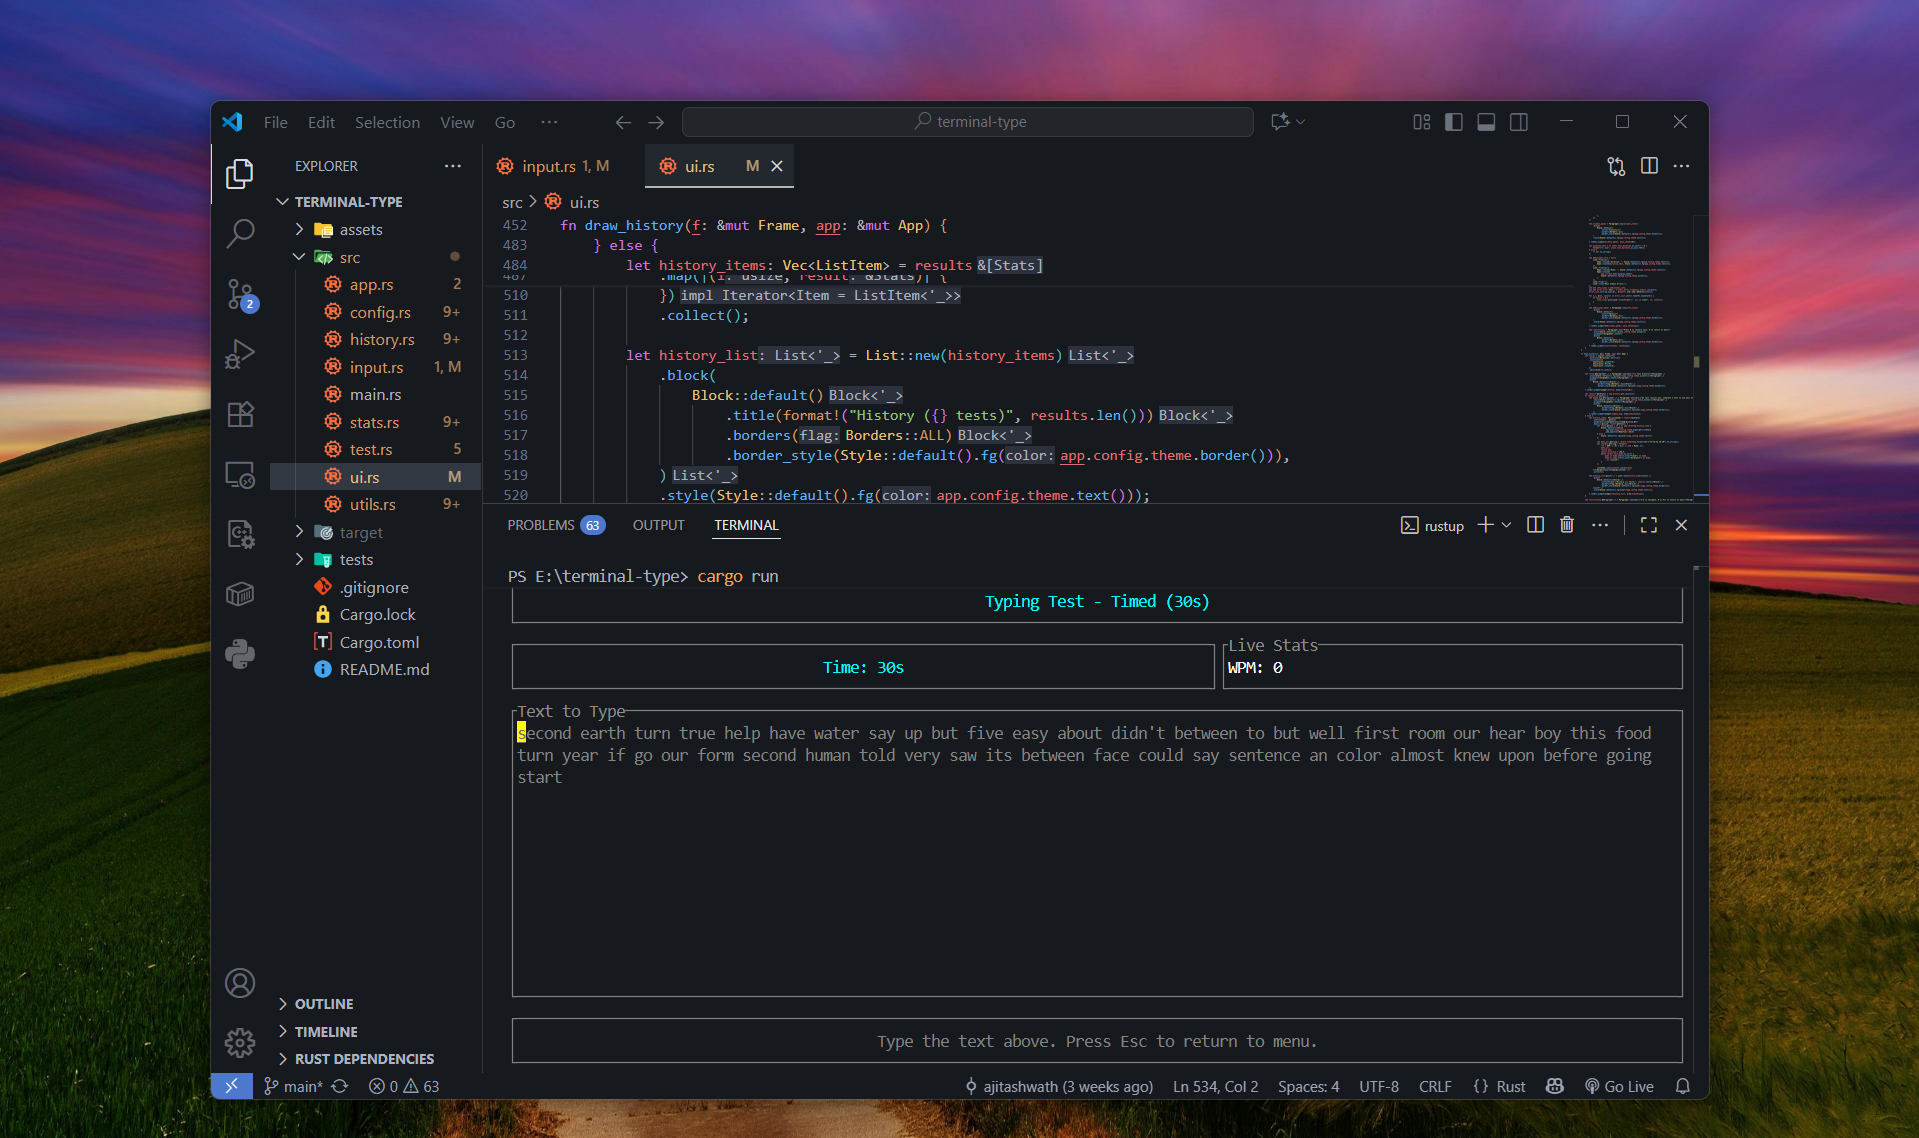 File Edit Selection View Go ···
terminal-type
EXPLORER
TERMINAL-TYPE
assets
src
app.rs 2
config.rs 9+
history.rs 9+
input.rs 1, M
main.rs
stats.rs 9+
test.rs 5
ui.rs M
utils.rs 9+
target
tests
.gitignore
Cargo.lock
Cargo.toml
README.md
OUTLINE
TIMELINE
RUST DEPENDENCIES
2
input.rs 1, M
ui.rs M
src > ui.rs
452 fn draw_history(f: &mut Frame, app: &mut App) {
483 } else {
484 let history_items: Vec<ListItem> = results &[Stats]
487 .map(|(i: usize, result: &Stats)| {
510 }) impl Iterator<Item = ListItem<'_>>
511 .collect();
512
513 let history_list: List<'_> = List::new(history_items) List<'_>
514 .block(
515 Block::default() Block<'_>
516 .title(format!("History ({} tests)", results.len())) Block<'_>
517 .borders(flag: Borders::ALL) Block<'_>
518 .border_style(Style::default().fg(color: app.config.theme.border())),
519 ) List<'_>
520 .style(Style::default().fg(color: app.config.theme.text()));
PROBLEMS 63 OUTPUT TERMINAL
rustup
PS E:\terminal-type> cargo run
Typing Test - Timed (30s)
Time: 30s
Live Stats
WPM: 0
Text to Type
second earth turn true help have water say up but five easy about didn't between to but well first room our hear boy this food
turn year if go our form second human told very saw its between face could say sentence an color almost knew upon before going
start
Type the text above. Press Esc to return to menu.
main* 0 63
ajitashwath (3 weeks ago) Ln 534, Col 2 Spaces: 4 UTF-8 CRLF {} Rust Go Live